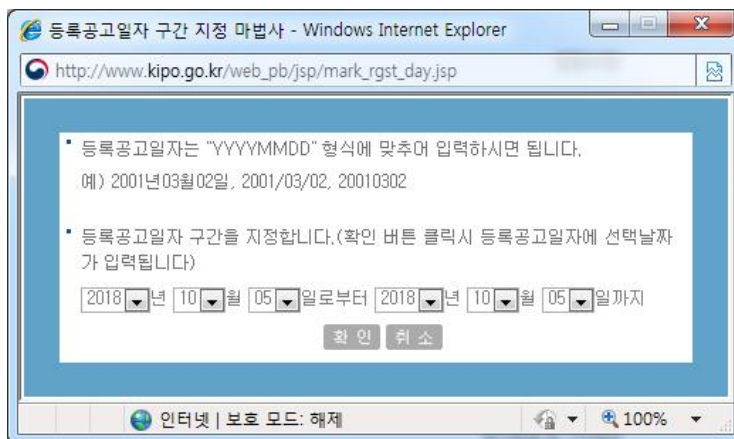 등록공고일자 구간 지정 마법사 - Windows Internet Explorer
http://www.kipo.go.kr/web_pb/jsp/mark_rgst_day.jsp
등록공고일자는 "YYYYMMDD" 형식에 맞추어 입력하시면 됩니다.
예) 2001년03월02일, 2001/03/02, 20010302
등록공고일자 구간을 지정합니다.(확인 버튼 클릭시 등록공고일자에 선택날짜
가 입력됩니다)
2018 년 10 월 05 일로부터 2018 년 10 월 05 일까지
확 인 취 소
인터넷 | 보호 모드: 해제 100%